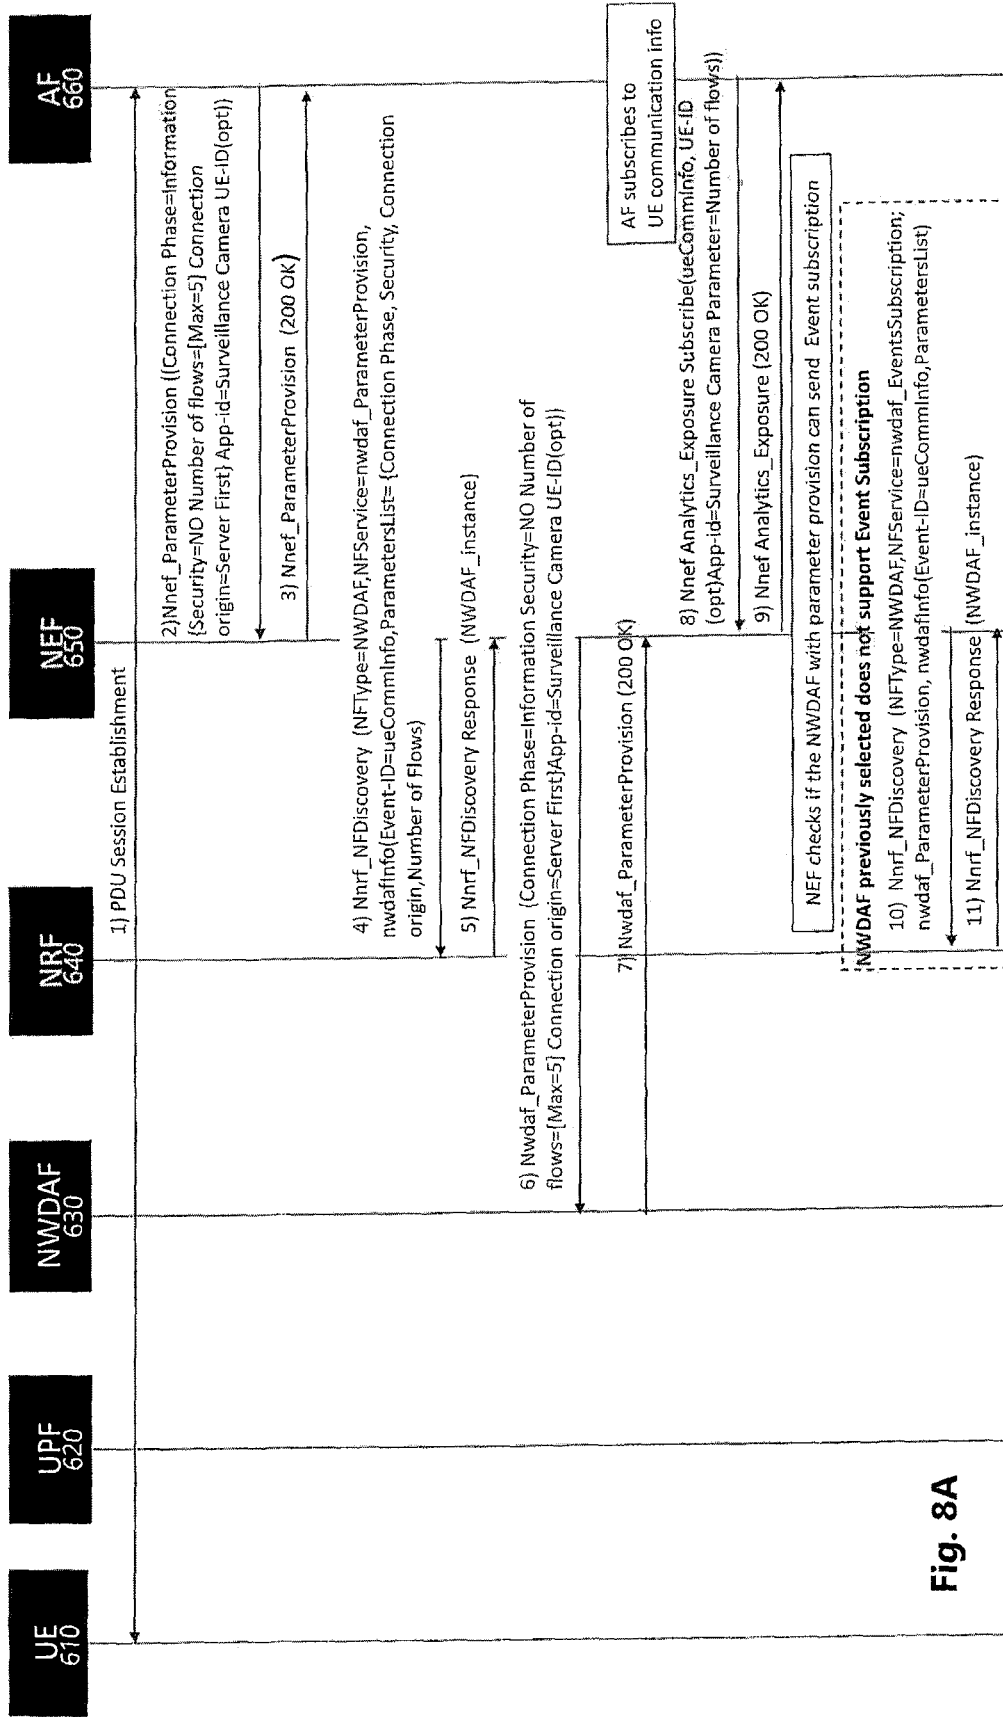 UE
610
UPF
620
NWDAF
630
NRF
640
NEF
650
AF
660
1) PDU Session Establishment
2)Nnef_ParameterProvision {{Connection Phase=Information
{Security=NO Number of flows=[Max=5] Connection
origin=Server First} App-id=Surveillance Camera UE-ID(opt)}
3) Nnef_ParameterProvision (200 OK)
4) Nnrf_NFDiscovery (NFType=NWDAF,NFService=nwdaf_ParameterProvision,
nwdafInfo(Event-ID=ueCommInfo,ParametersList= {Connection Phase, Security, Connection
origin,Number of Flows)
5) Nnrf_NFDiscovery Response (NWDAF_instance)
6) Nwdaf_ParameterProvision {Connection Phase=Information Security=NO Number of
flows=[Max=5] Connection origin=Server First}App-id=Surveillance Camera UE-ID(opt)}
7) Nwdaf_ParameterProvision (200 OK)
AF subscribes to
UE communication info
8) Nnef Analytics_Exposure Subscribe(ueCommInfo, UE-ID
(opt)App-id=Surveillance Camera Parameter=Number of flows))
9) Nnef Analytics_Exposure (200 OK)
NEF checks if the NWDAF with parameter provision can send Event subscription
NWDAF previously selected does not support Event Subscription
10) Nnrf_NFDiscovery (NFType=NWDAF,NFService=nwdaf_EventsSubscription;
nwdaf_ParameterProvision, nwdafInfo(Event-ID=ueCommInfo,ParametersList)
11) Nnrf_NFDiscovery Response (NWDAF_instance)
Fig. 8A